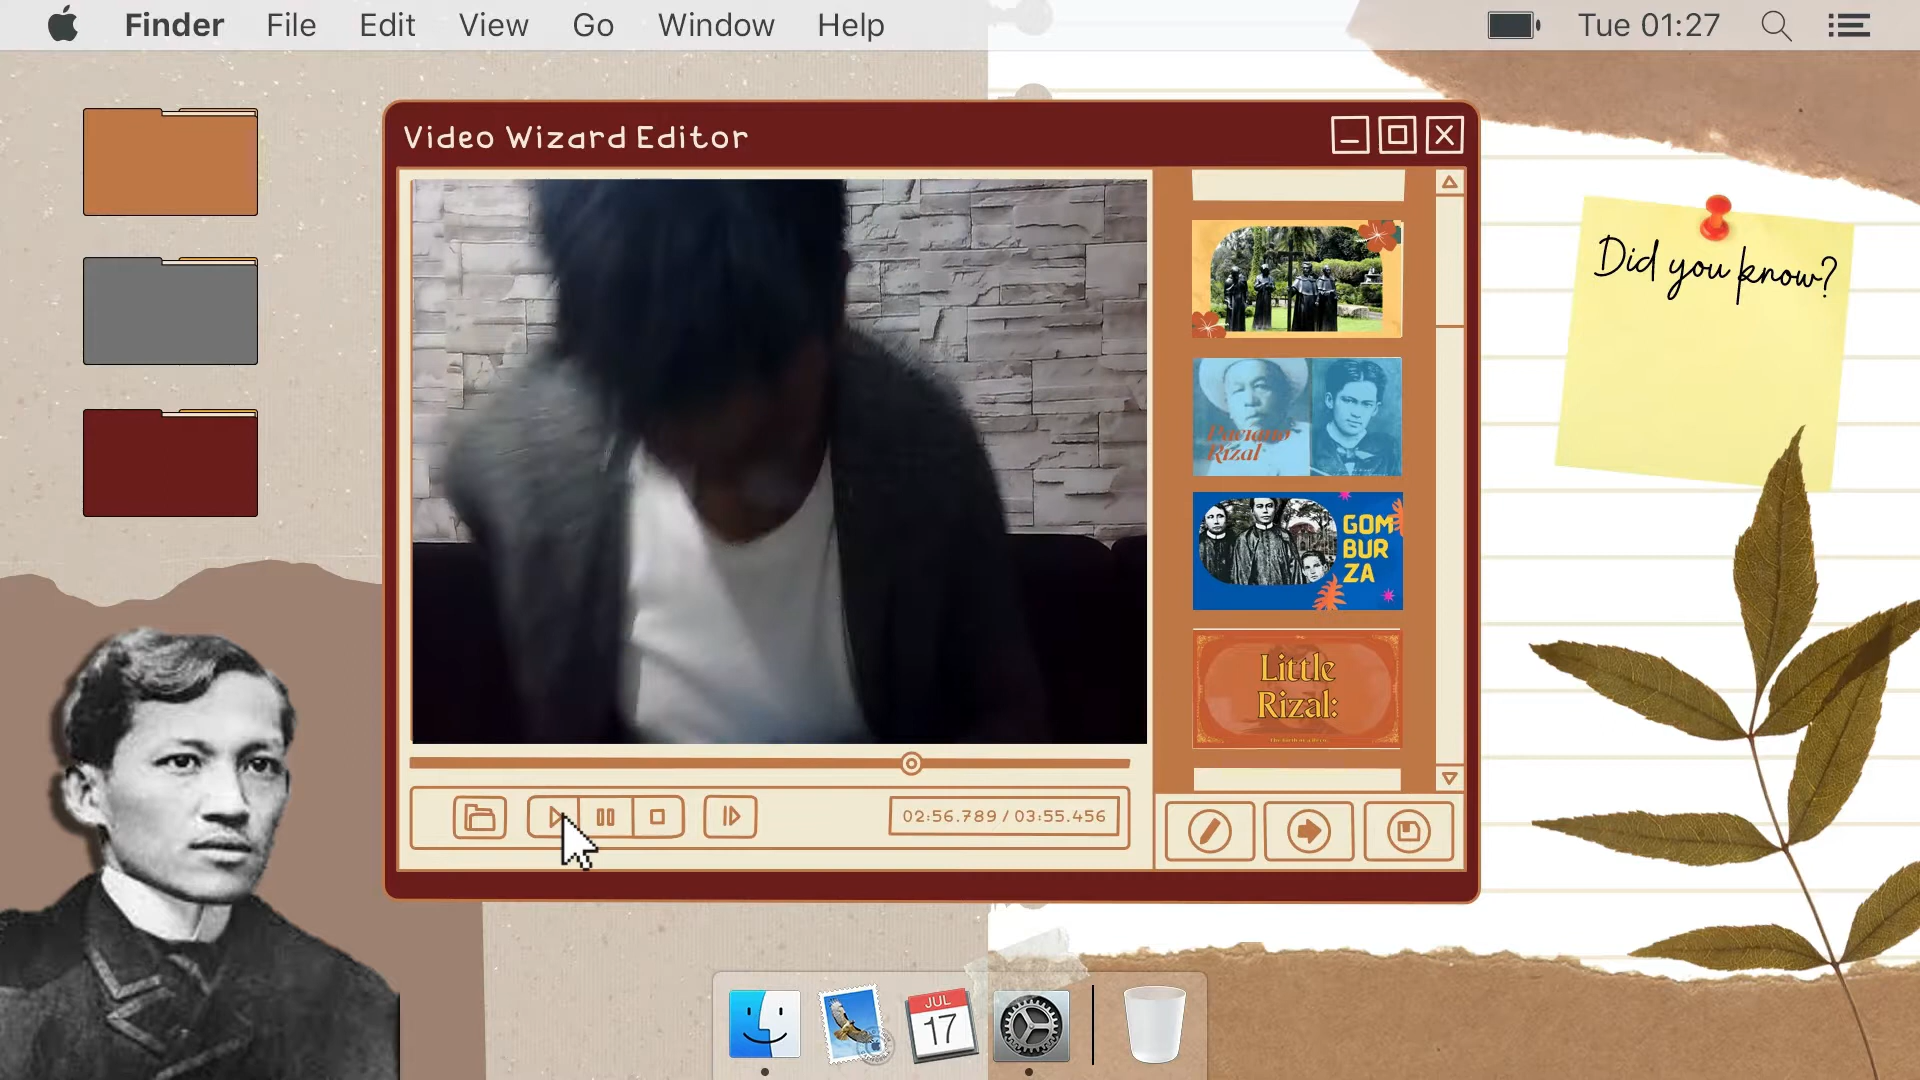 Finder File Edit View Go Window Help Tue 01:27
Video Wizard Editor
Did you know?
Paciano
Rizal
GOM
BUR
ZA
Little
Rizal:
02:56.789 / 03:55.456
JUL
17